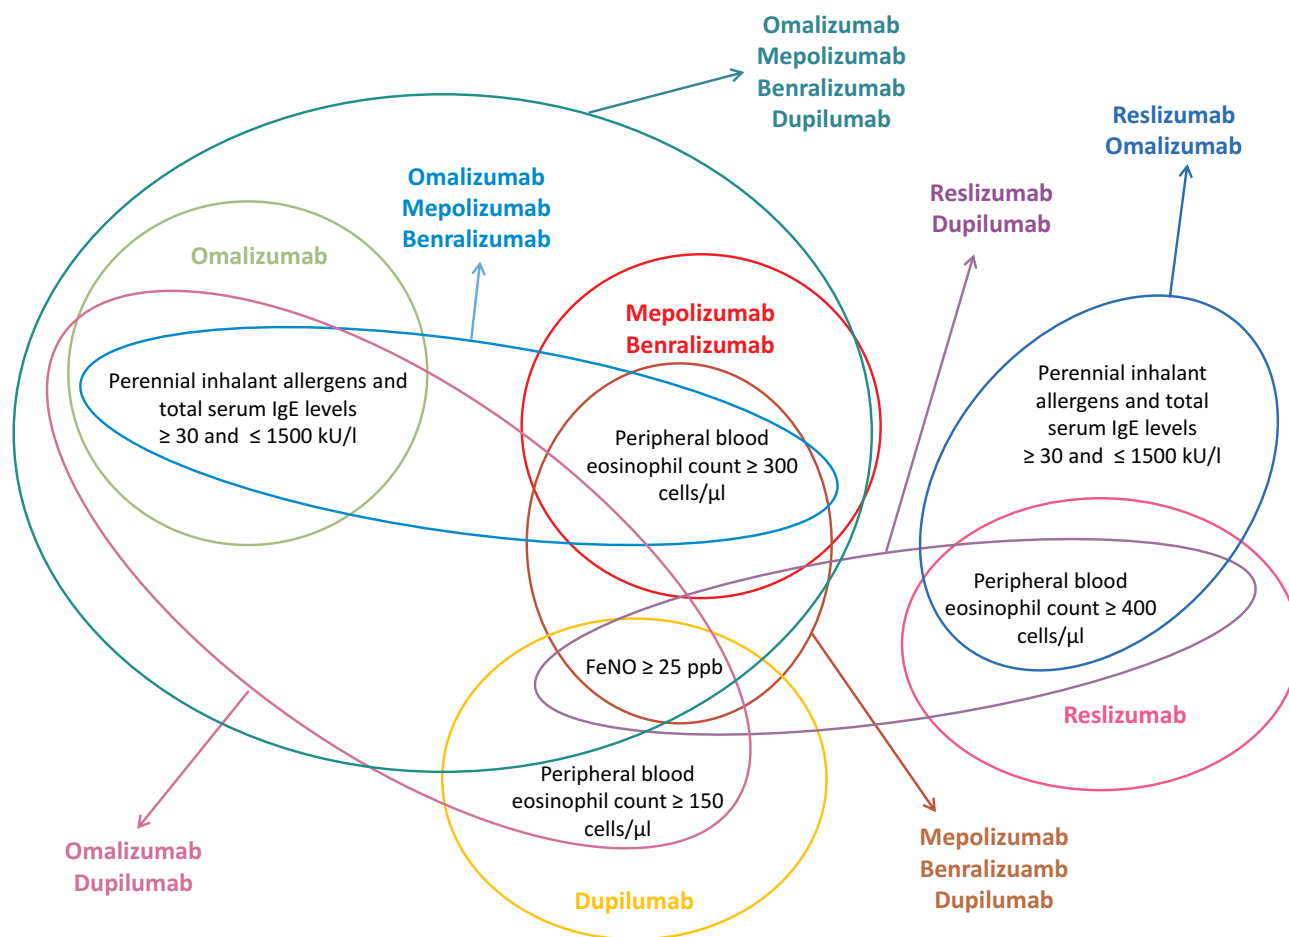 Omalizumab
Mepolizumab
Benralizumab
Dupilumab
Reslizumab
Omalizumab
Omalizumab
Mepolizumab
Benralizumab
Reslizumab
Dupilumab
Omalizumab
Mepolizumab
Benralizumab
Perennial inhalant allergens and
total serum IgE levels
≥ 30 and ≤ 1500 kU/l
Peripheral blood
eosinophil count ≥ 300
cells/µl
Perennial inhalant
allergens and total
serum IgE levels
≥ 30 and ≤ 1500 kU/l
Peripheral blood
eosinophil count ≥ 400
cells/µl
FeNO ≥ 25 ppb
Reslizumab
Peripheral blood
eosinophil count ≥ 150
cells/µl
Omalizumab
Dupilumab
Dupilumab
Mepolizumab
Benralizuamb
Dupilumab